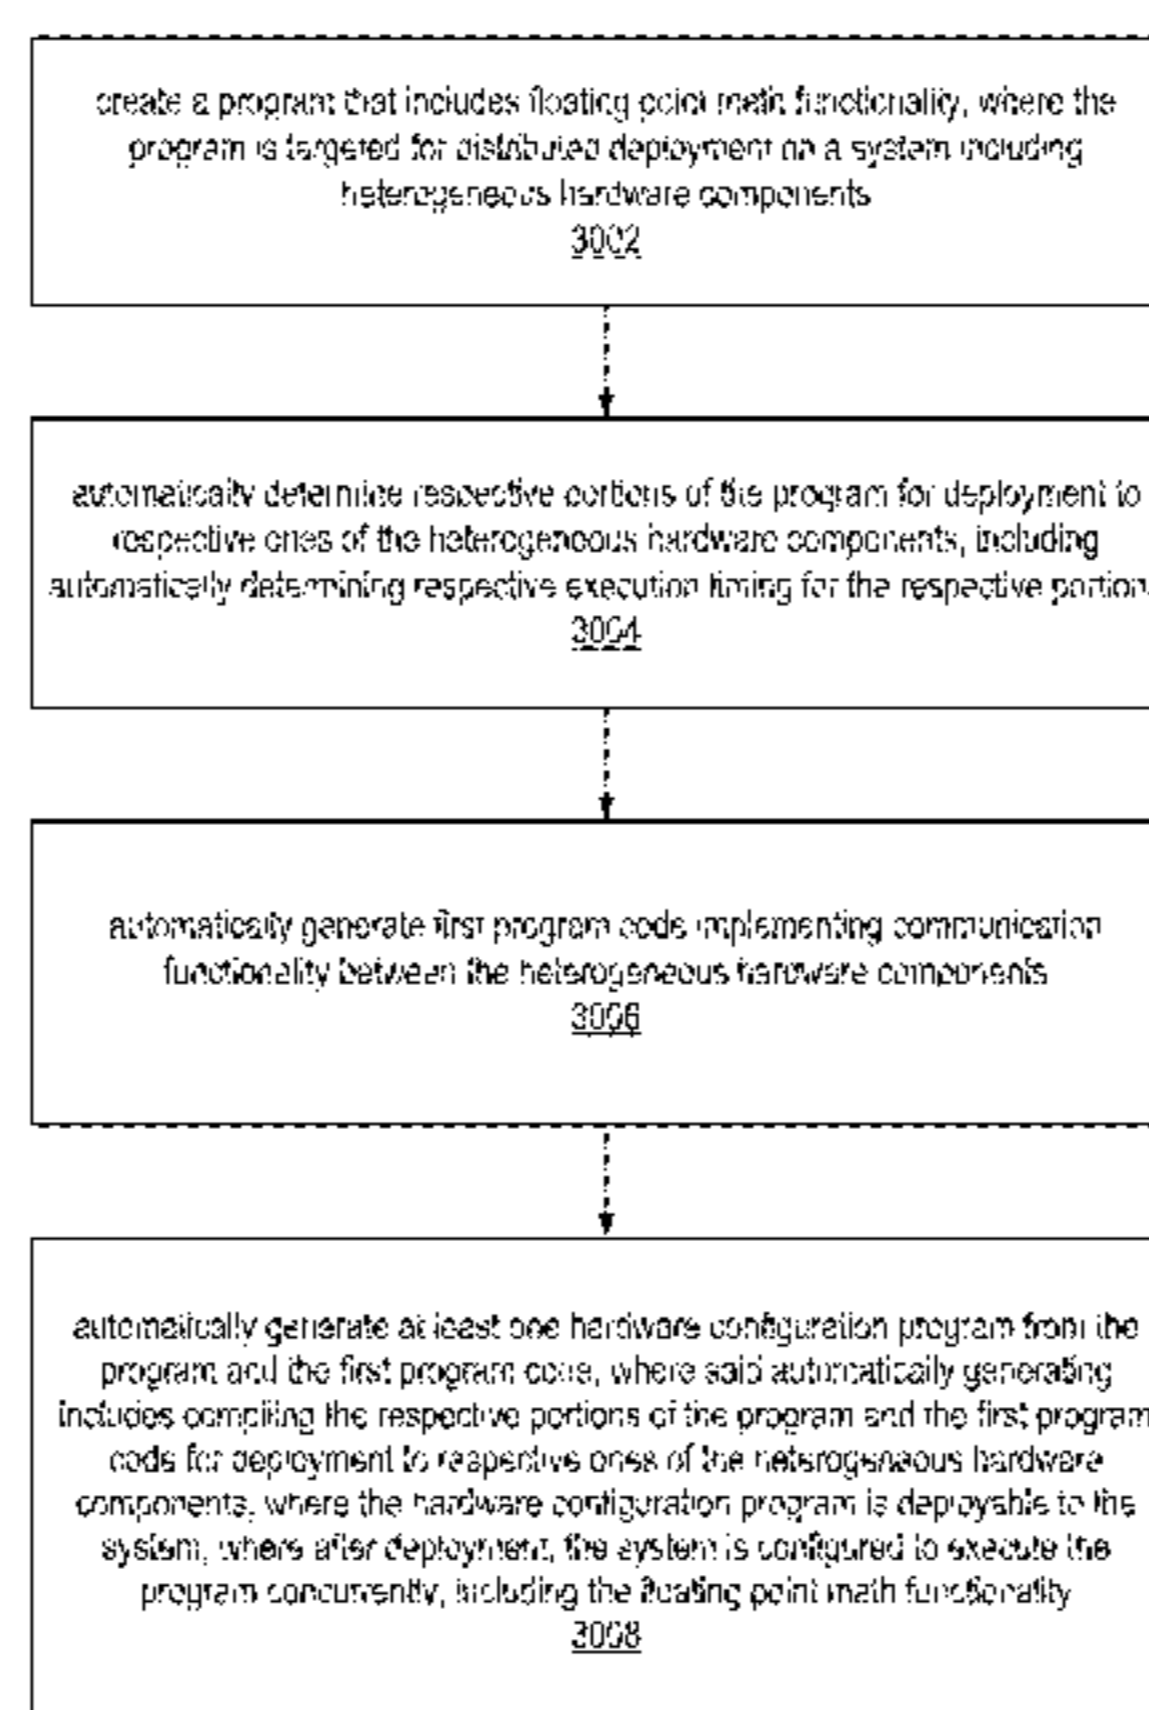 create a program that includes floating point math functionality, where the
program is targeted for distributed deployment on a system including
heterogeneous hardware components
3002
automatically determine respective portions of the program for deployment to
respective ones of the heterogeneous hardware components, including
automatically determining respective execution timing for the respective portion
3004
automatically generate first program code implementing communication
functionality between the heterogeneous hardware components
3006
automatically generate at least one hardware configuration program from the
program and the first program code, where said automatically generating
includes compiling the respective portions of the program and the first program
code for deployment to respective ones of the heterogeneous hardware
components, where the hardware configuration program is deployable to the
system, where after deployment, the system is configured to execute the
program concurrently, including the floating point math functionality
3008